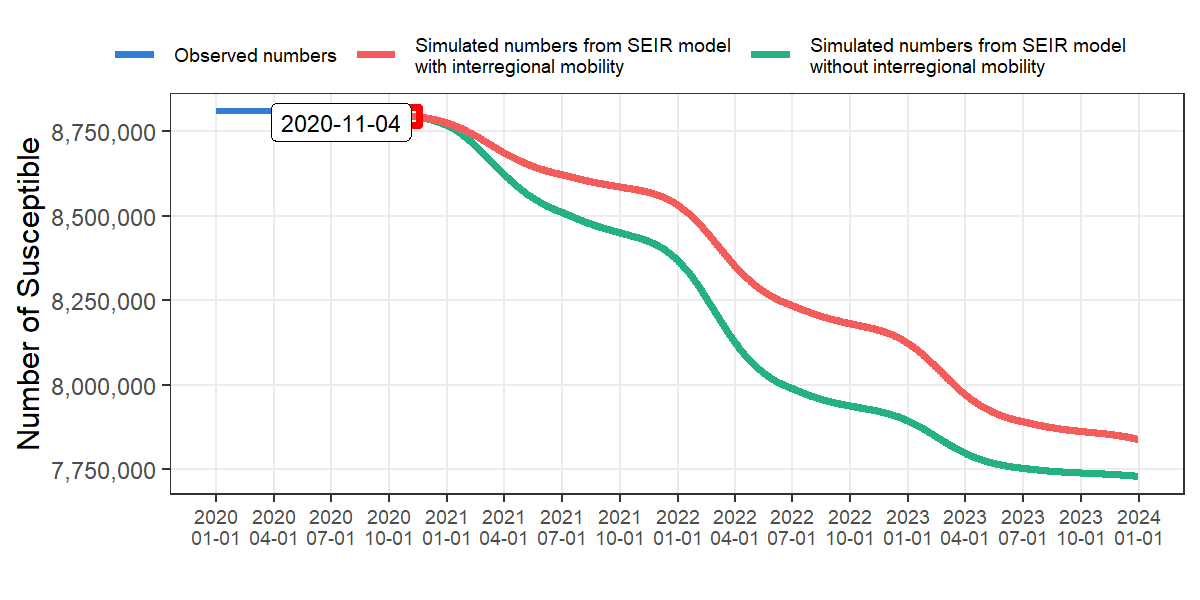 Observed numbers
Simulated numbers from SEIR model
with interregional mobility
Simulated numbers from SEIR model
without interregional mobility
Number of Susceptible
8,750,000
8,500,000
8,250,000
8,000,000
7,750,000
2020-11-04
2020 2020 2020 2020 2021 2021 2021 2021 2022 2022 2022 2022 2023 2023 2023 2023 2024
01-01 04-01 07-01 10-01 01-01 04-01 07-01 10-01 01-01 04-01 07-01 10-01 01-01 04-01 07-01 10-01 01-01